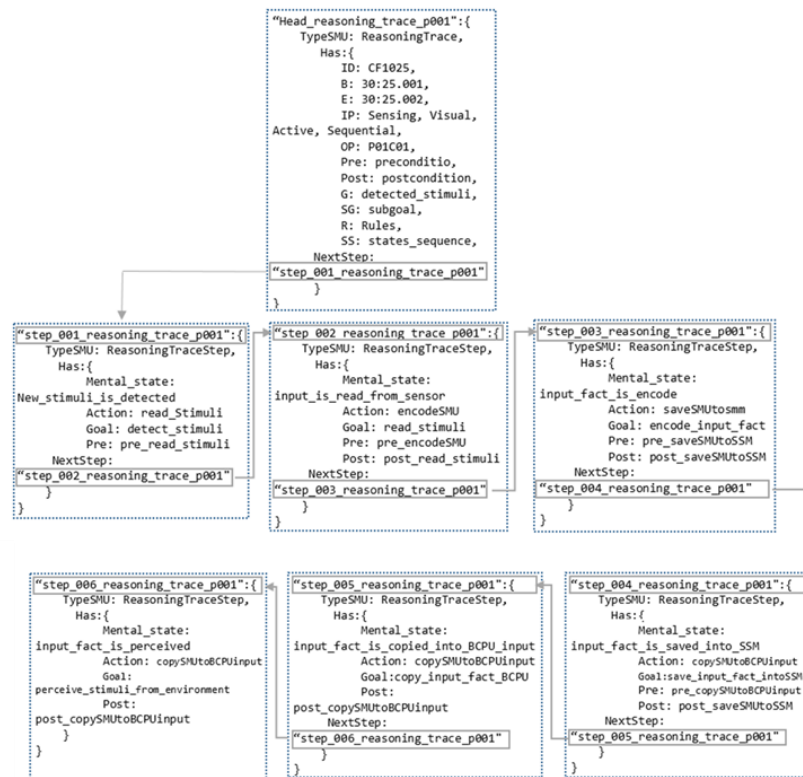 “Head_reasoning_trace_p001”:{
TypeSMU: ReasoningTrace,
Has:{
ID: CF1025,
B: 30:25.001,
E: 30:25.002,
IP: Sensing, Visual,
Active, Sequential,
OP: P01C01,
Pre: preconditio,
Post: postcondition,
G: detected_stimuli,
SG: subgoal,
R: Rules,
SS: states_sequence,
NextStep:
“step_001_reasoning_trace_p001"
}
}
“step_001_reasoning_trace_p001":{
TypeSMU: ReasoningTraceStep,
Has:{
Mental_state:
New_stimuli_is_detected
Action: read_Stimuli
Goal: detect_stimuli
Pre: pre_read_stimuli
NextStep:
“step_002_reasoning_trace_p001"
}
}
“step_002_reasoning_trace_p001":{
TypeSMU: ReasoningTraceStep,
Has:{
Mental_state:
input_is_read_from_sensor
Action: encodeSMU
Goal: read_stimuli
Pre: pre_encodeSMU
Post: post_read_stimuli
NextStep:
“step_003_reasoning_trace_p001"
}
}
“step_003_reasoning_trace_p001":{
TypeSMU: ReasoningTraceStep,
Has:{
Mental_state:
input_fact_is_encode
Action: saveSMUtosmm
Goal: encode_input_fact
Pre: pre_saveSMUtoSSM
Post: post_saveSMUtoSSM
NextStep:
“step_004_reasoning_trace_p001"
}
}
“step_004_reasoning_trace_p001":{
TypeSMU: ReasoningTraceStep,
Has:{
Mental_state:
input_fact_is_saved_into_SSM
Action: copySMUtoBCPUinput
Goal:save_input_fact_intoSSM
Pre: pre_copySMUtoBCPUinput
Post: post_saveSMUtoSSM
NextStep:
“step_005_reasoning_trace_p001"
}
}
“step_005_reasoning_trace_p001":{
TypeSMU: ReasoningTraceStep,
Has:{
Mental_state:
input_fact_is_copied_into_BCPU_input
Action: copySMUtoBCPUinput
Goal:copy_input_fact_BCPU
Post:
post_copySMUtoBCPUinput
NextStep:
“step_006_reasoning_trace_p001"
}
}
“step_006_reasoning_trace_p001":{
TypeSMU: ReasoningTraceStep,
Has:{
Mental_state:
input_fact_is_perceived
Action: copySMUtoBCPUinput
Goal:
perceive_stimuli_from_environment
Post:
post_copySMUtoBCPUinput
}
}